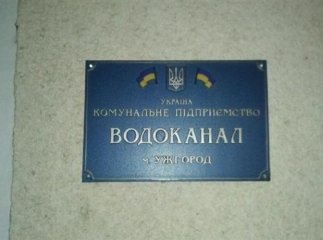 УКРАЇНА
КОМУНАЛЬНЕ ПІДПРИЄМСТВО
ВОДОКАНАЛ
м. УЖГОРОД